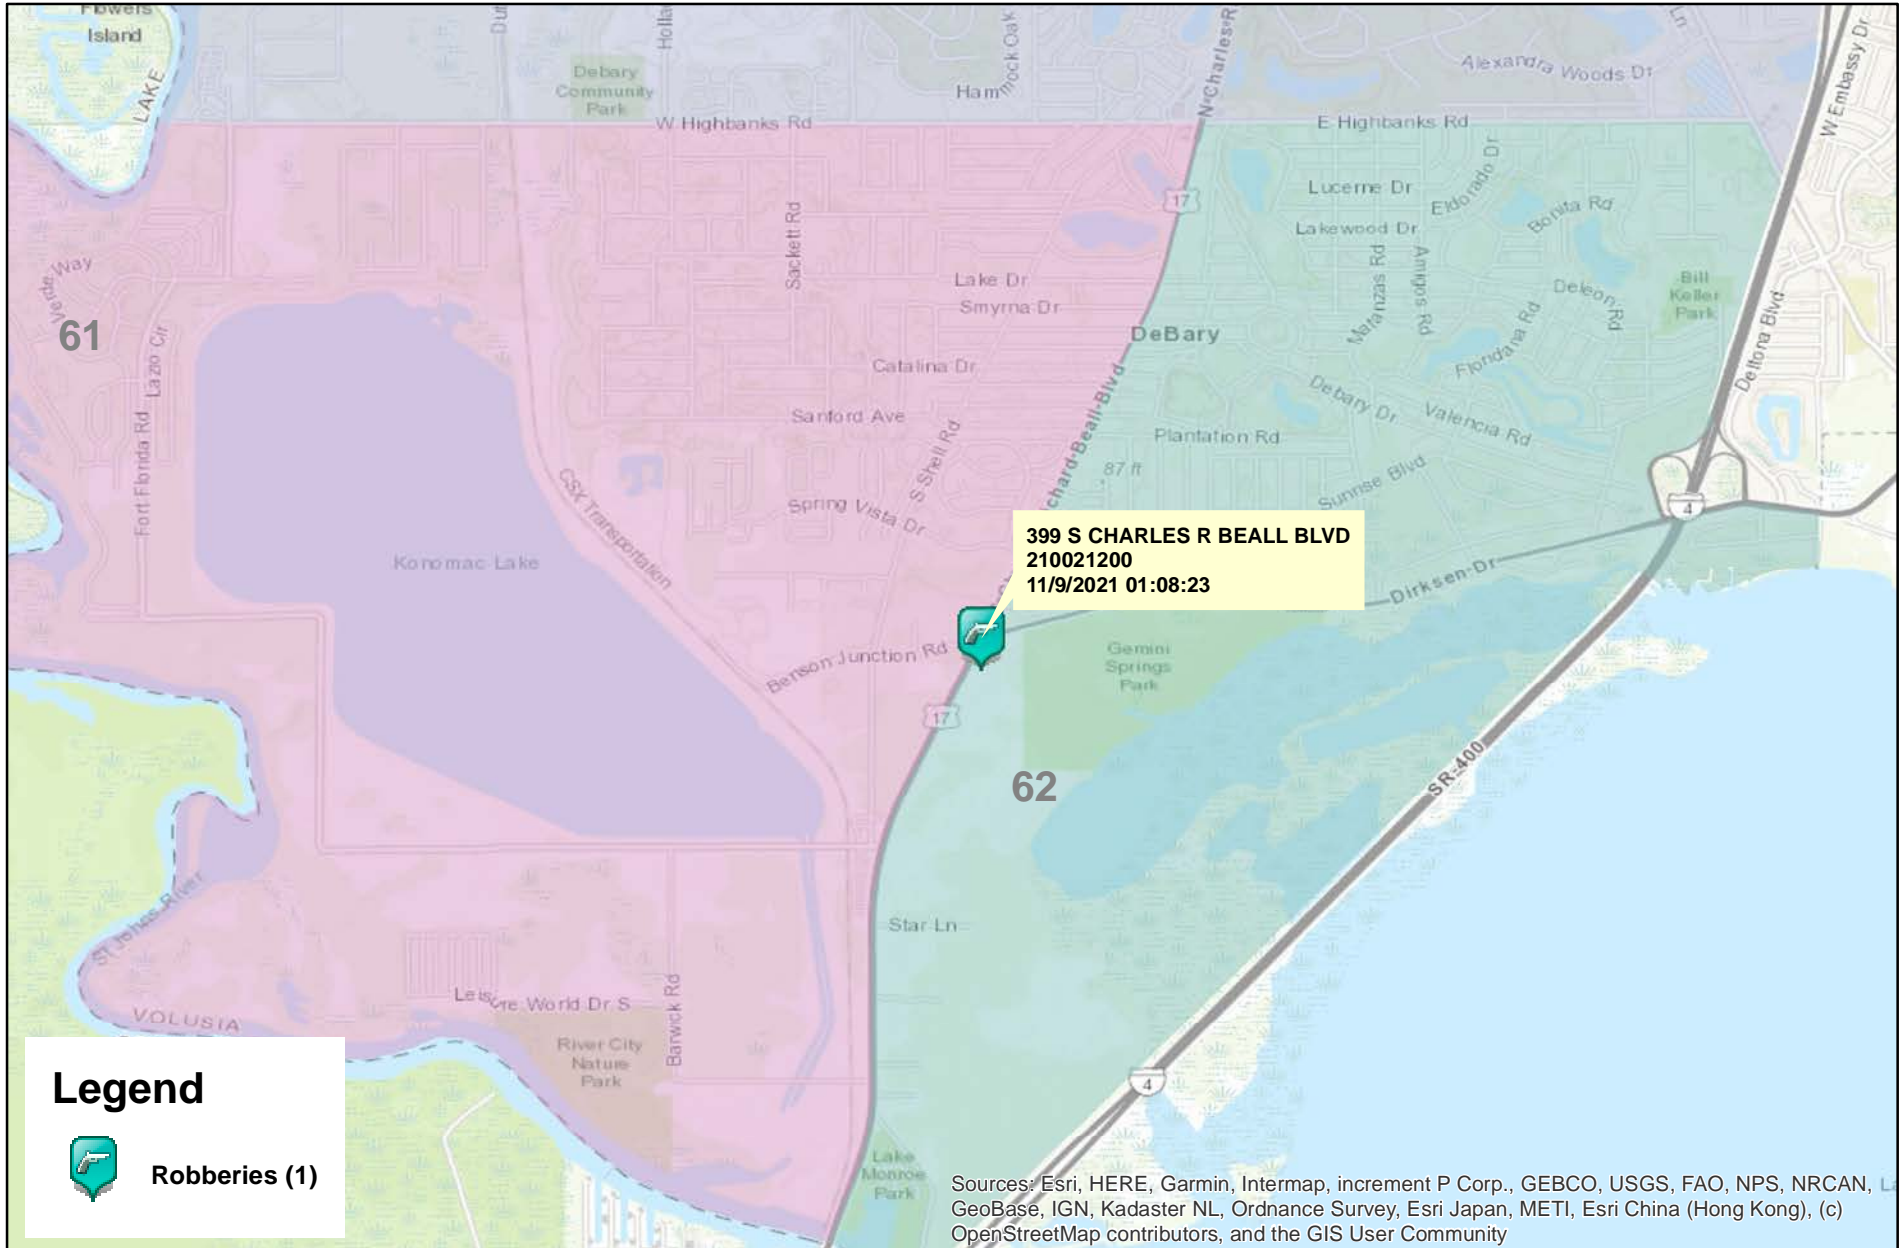 Flowers
Island
LAKE
Debary
Community
Park
Hammock Oak
N Charles R
Alexandra Woods Dr
W Embassy Dr
W Highbanks Rd
E Highbanks Rd
Lucerne Dr
Eldorado Dr
Bonita Rd
Lakewood Dr
17
Sackett Rd
Verde Way
61
Lake Dr
Smyrna Dr
Matanzas Rd
Amigos Rd
Deleon Rd
Bill
Keller
Park
DeBary
Floridana Rd
Deltona Blvd
Lazio Cir
Catalina Dr
Debary Dr
Valencia Rd
Sanford Ave
Fort Florida Rd
S Shell Rd
Plantation Rd
87 ft
Sunrise Blvd
CSX Transportation
Spring Vista Dr
4
399 S CHARLES R BEALL BLVD
210021200
11/9/2021 01:08:23
Konomac Lake
Dirksen Dr
Benson Junction Rd
Gemini
Springs
Park
17
62
SR-400
St Johns River
Star Ln
Leisure World Dr S
Barwick Rd
VOLUSIA
River City
Nature
Park
4
Legend
Robberies (1)
Lake
Monroe
Park
Sources: Esri, HERE, Garmin, Intermap, increment P Corp., GEBCO, USGS, FAO, NPS, NRCAN,
GeoBase, IGN, Kadaster NL, Ordnance Survey, Esri Japan, METI, Esri China (Hong Kong), (c)
OpenStreetMap contributors, and the GIS User Community